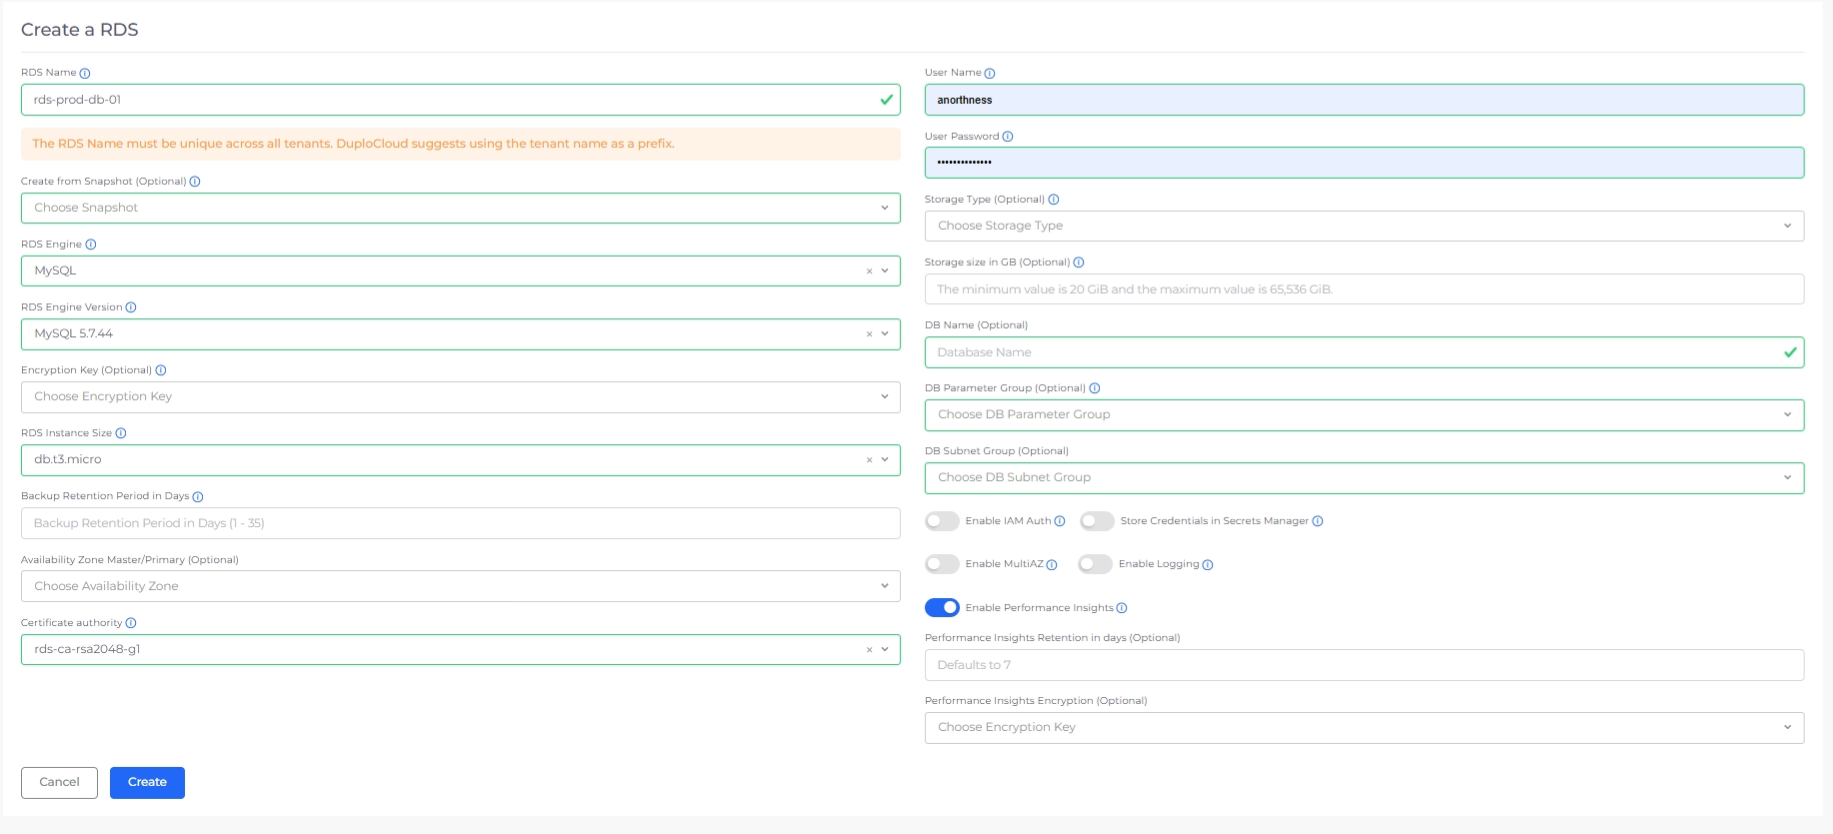 Create a RDS
RDS Name
rds-prod-db-01
The RDS Name must be unique across all tenants. DuploCloud suggests using the tenant name as a prefix.
Create from Snapshot (Optional)
Choose Snapshot
RDS Engine
MySQL
RDS Engine Version
MySQL 5.7.44
Encryption Key (Optional)
Choose Encryption Key
RDS Instance Size
db.t3.micro
Backup Retention Period in Days
Backup Retention Period in Days (1 - 35)
Availability Zone Master/Primary (Optional)
Choose Availability Zone
Certificate authority
rds-ca-rsa2048-g1
User Name
anorthness
User Password
••••••••••••••
Storage Type (Optional)
Choose Storage Type
Storage size in GB (Optional)
The minimum value is 20 GiB and the maximum value is 65,536 GiB.
DB Name (Optional)
Database Name
DB Parameter Group (Optional)
Choose DB Parameter Group
DB Subnet Group (Optional)
Choose DB Subnet Group
Enable IAM Auth Store Credentials in Secrets Manager
Enable MultiAZ Enable Logging
Enable Performance Insights
Performance Insights Retention in days (Optional)
Defaults to 7
Performance Insights Encryption (Optional)
Choose Encryption Key
Cancel Create